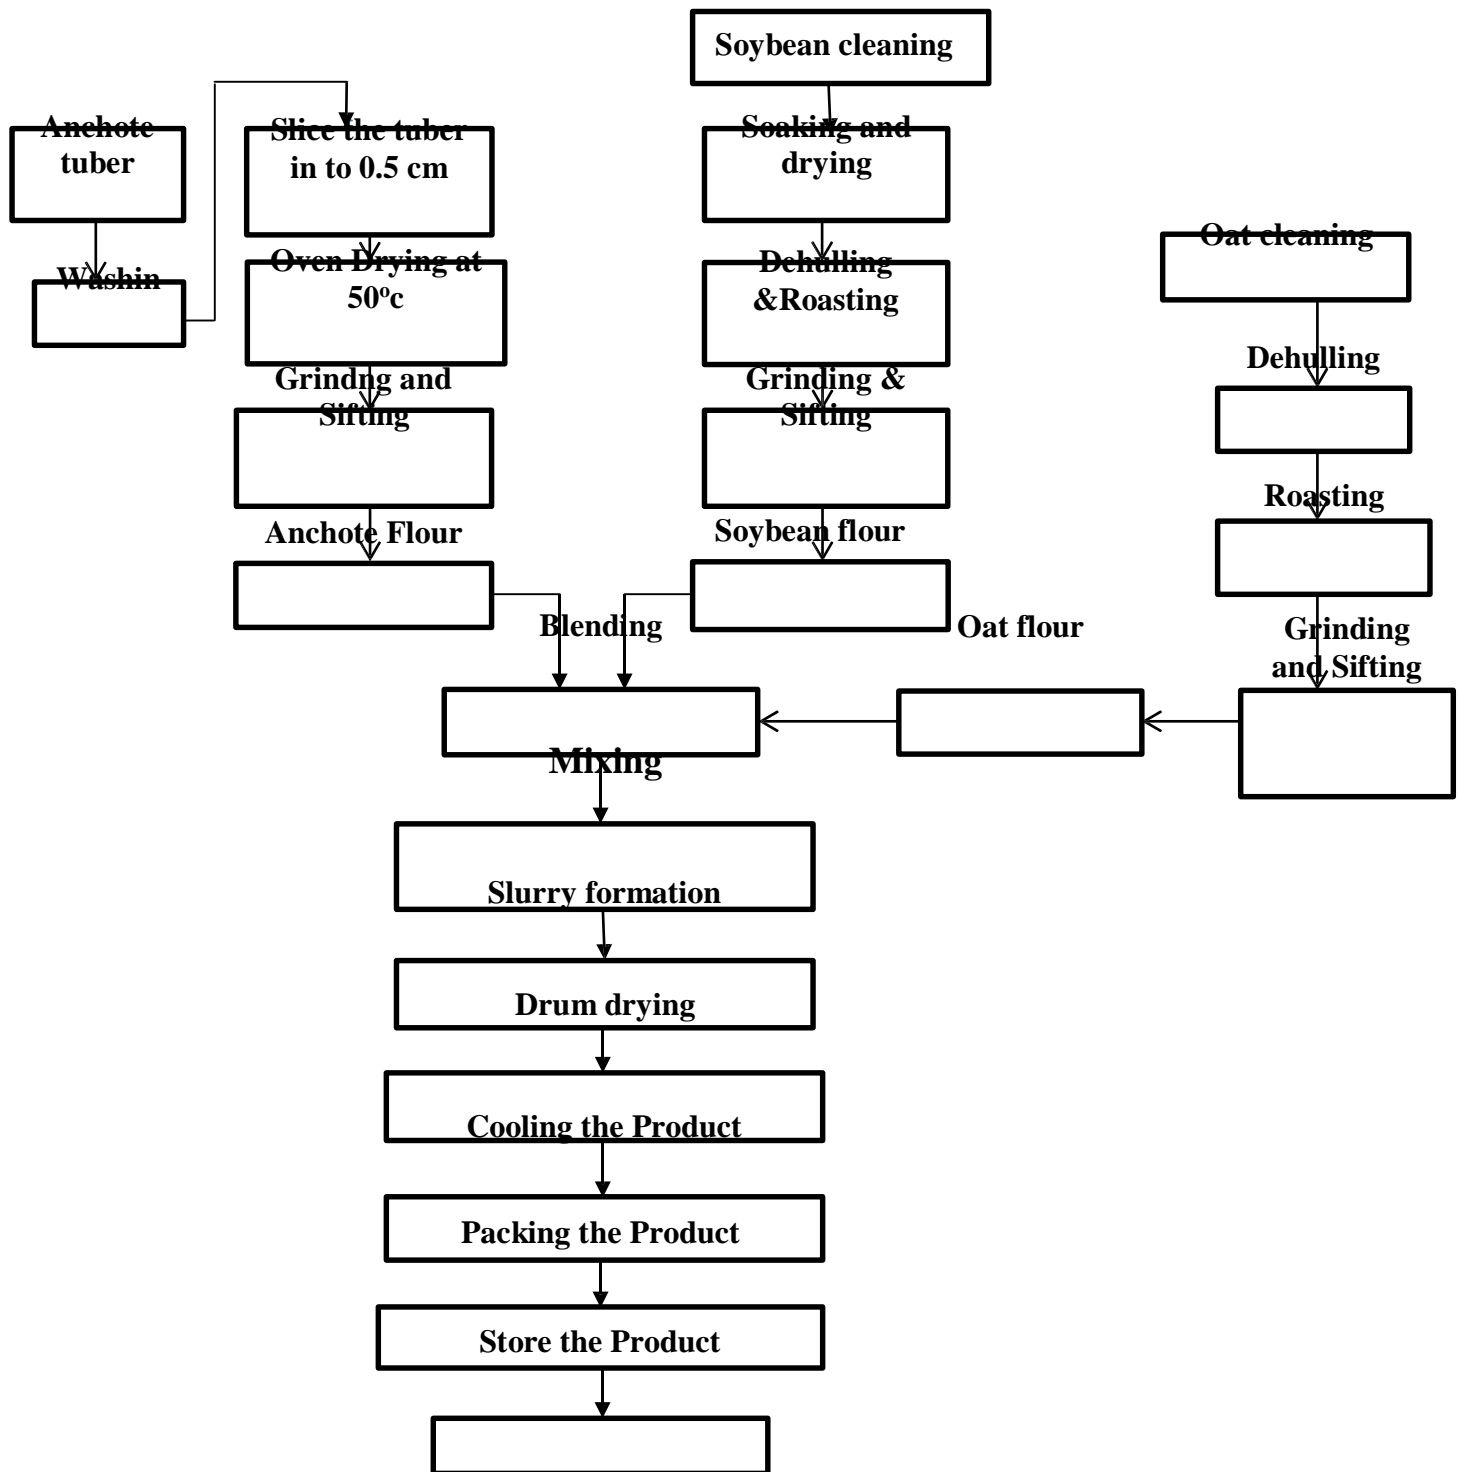 Soybean cleaning
Anchote
tuber
Washin
Slice the tuber
in to 0.5 cm
Oven Drying at
50ºc
Grindng and
Sifting
Anchote Flour
Soaking and
drying
Dehulling
&Roasting
Grinding &
Sifting
Soybean flour
Oat cleaning
Dehulling
Roasting
Grinding
and Sifting
Oat flour
Blending
Mixing
Slurry formation
Drum drying
Cooling the Product
Packing the Product
Store the Product